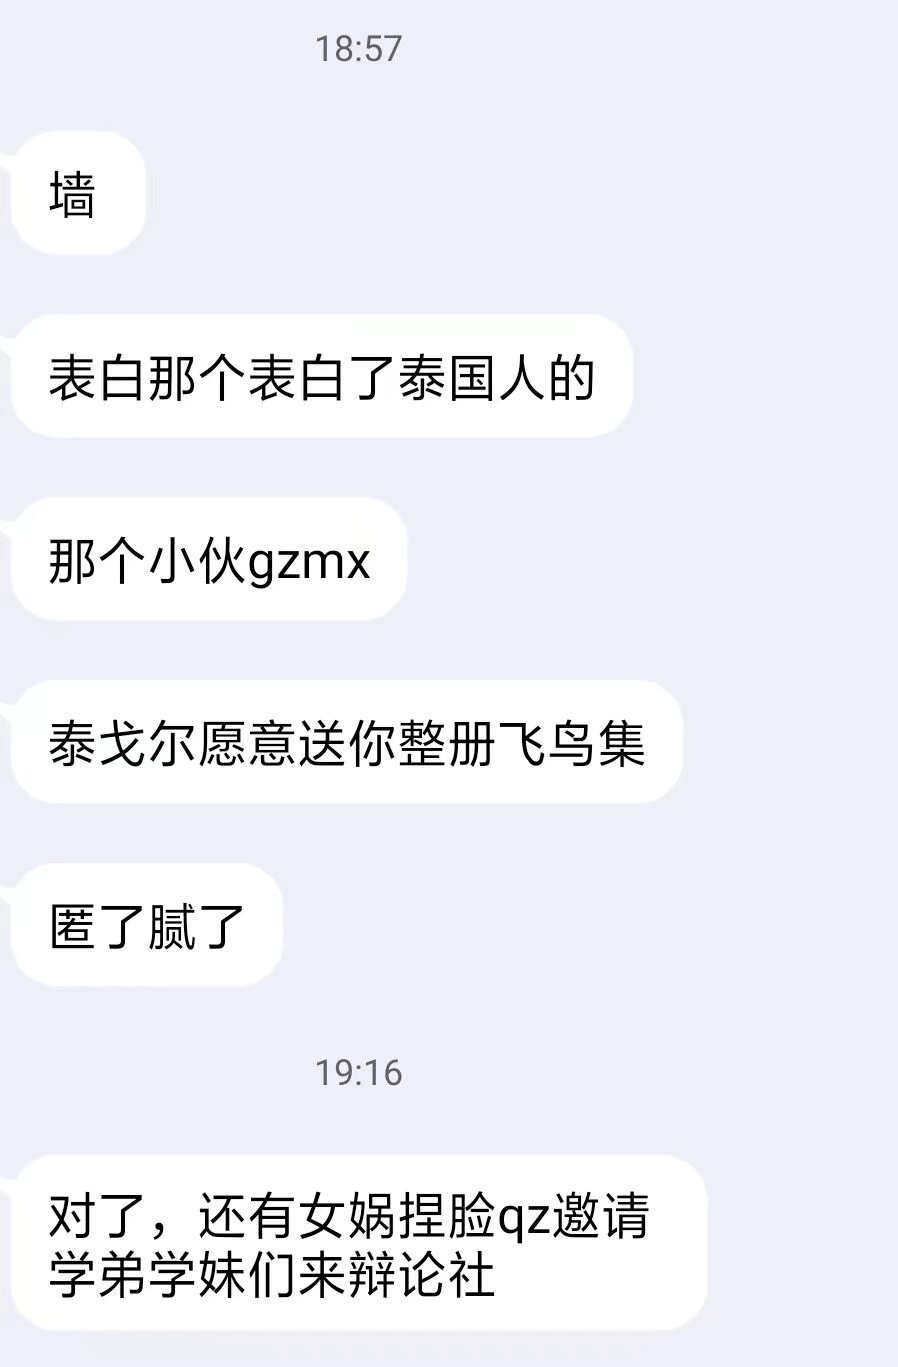 18:57
墙
表白那个表白了泰国人的
那个小伙gzmx
泰戈尔愿意送你整册飞鸟集
匿了腻了
19:16
对了，还有女娲捏脸qz邀请
学弟学妹们来辩论社